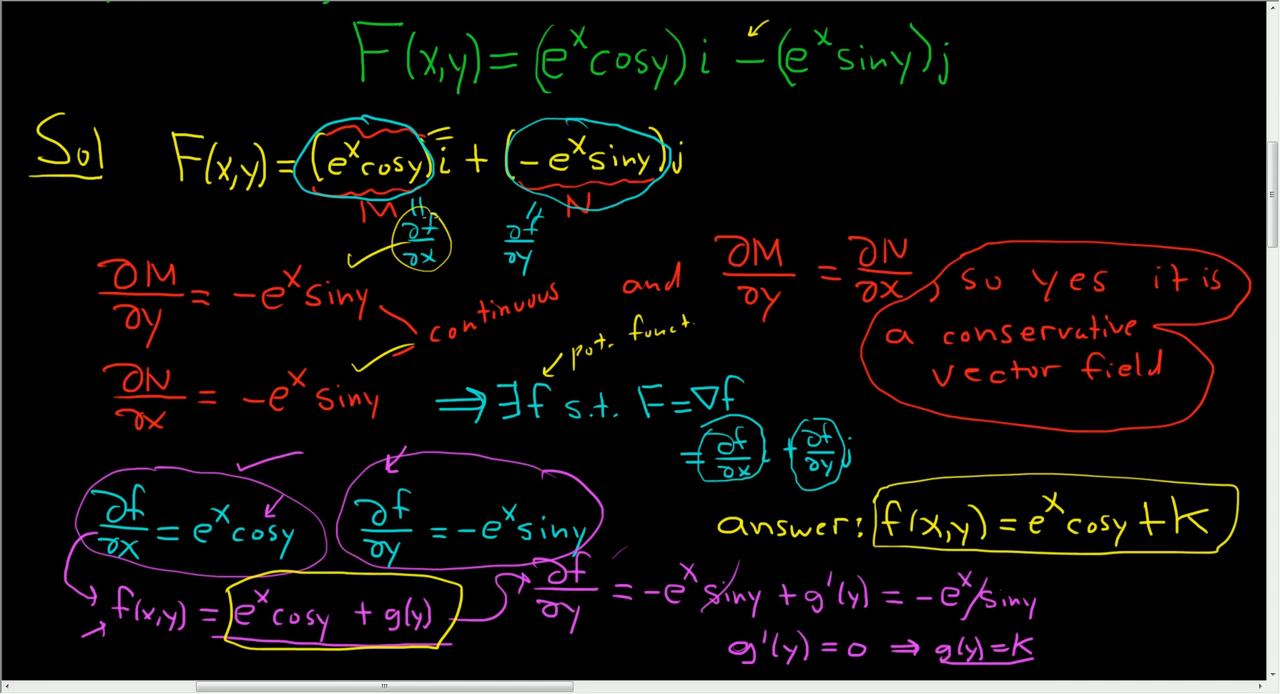 F(x,y) = (e^x cosy) i − (e^x siny) j
Sol F(x,y) = (e^x cosy) i + (−e^x siny) j
M N
= ∂f/∂x = ∂f/∂y
∂M/∂y = −e^x siny
∂N/∂x = −e^x siny
continuous and ∂M/∂y = ∂N/∂x, so yes it is
a conservative
vector field
pot. funct.
⟹ ∃f s.t. F = ∇f
= ∂f/∂x i + ∂f/∂y j
∂f/∂x = e^x cosy ∂f/∂y = −e^x siny
answer: f(x,y) = e^x cosy + K
f(x,y) = e^x cosy + g(y) → ∂f/∂y = −e^x siny + g'(y) = −e^x siny
g'(y) = 0 ⟹ g(y) = K